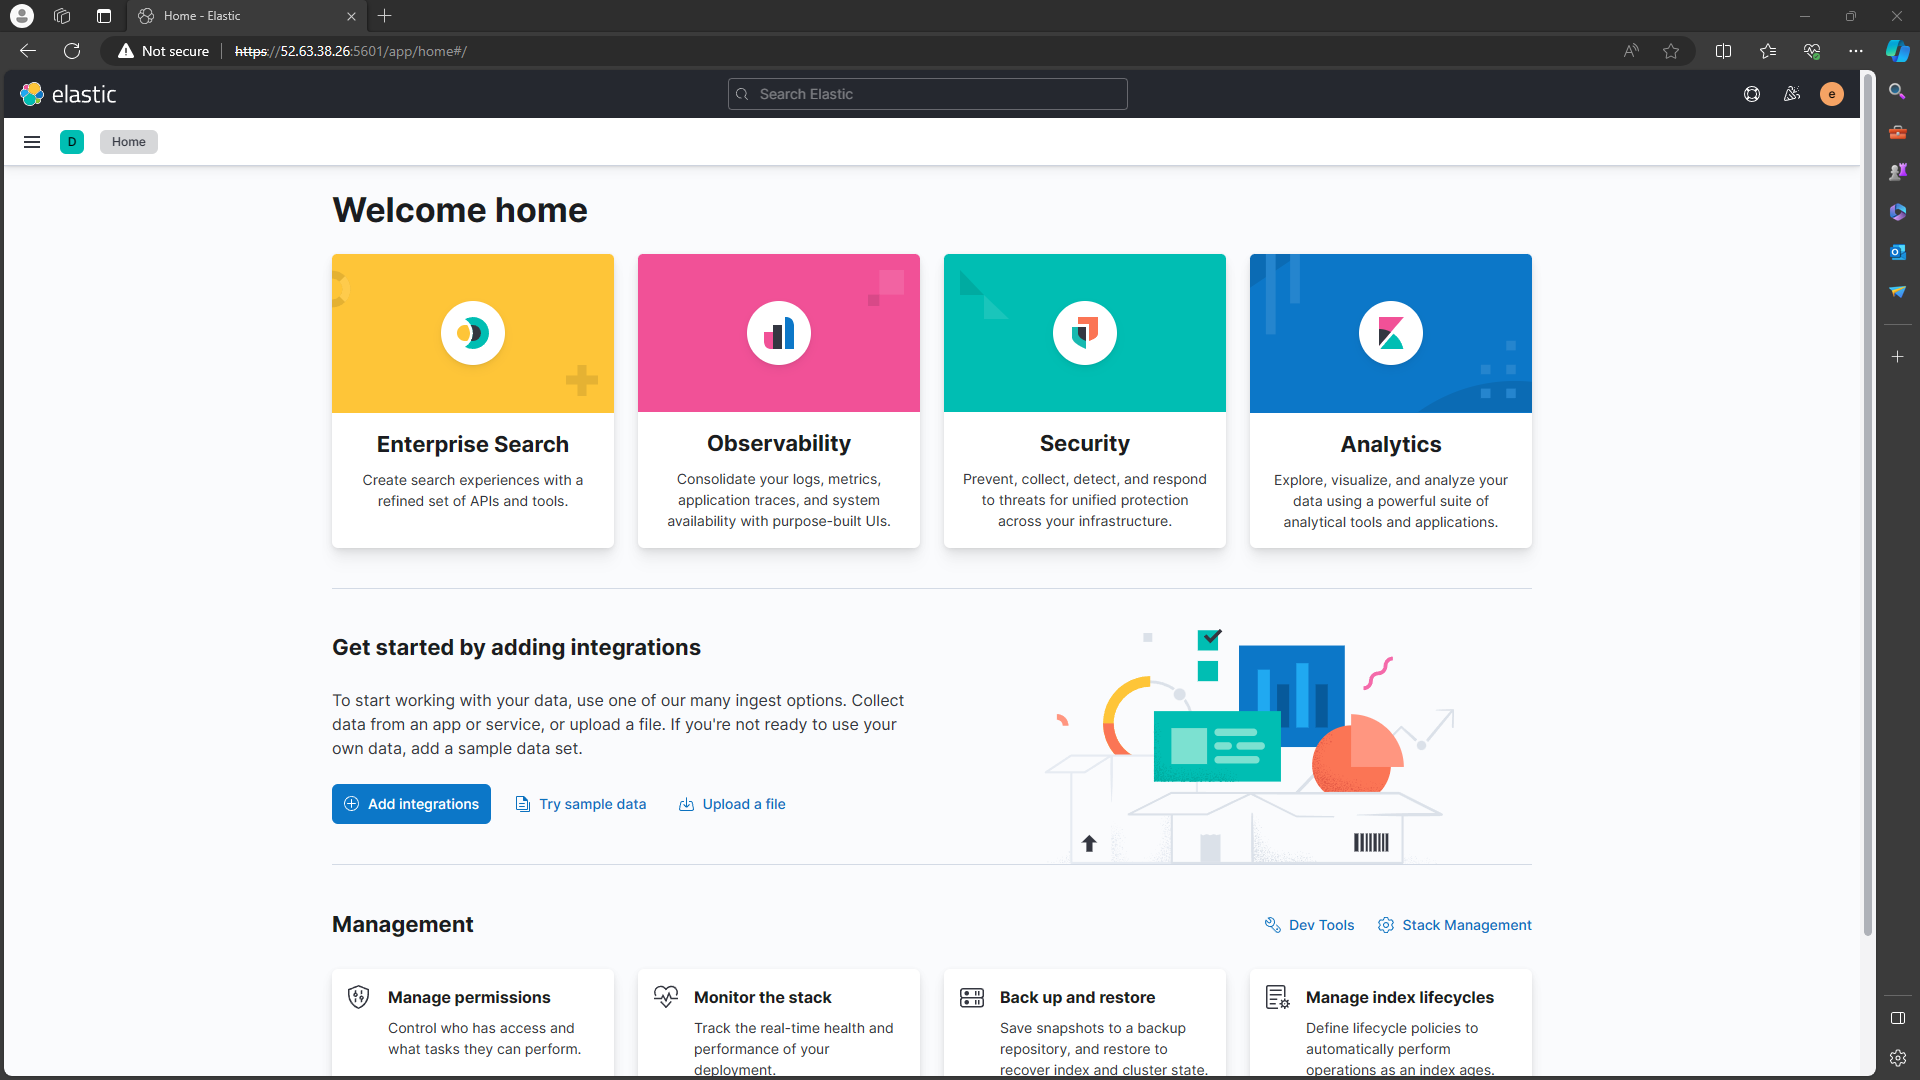 Home - Elastic
Not secure
https://52.63.38.26:5601/app/home#/
elastic
Search Elastic
e
D
Home
Welcome home
Enterprise Search
Create search experiences with a
refined set of APIs and tools.
Observability
Consolidate your logs, metrics,
application traces, and system
availability with purpose-built UIs.
Security
Prevent, collect, detect, and respond
to threats for unified protection
across your infrastructure.
Analytics
Explore, visualize, and analyze your
data using a powerful suite of
analytical tools and applications.
Get started by adding integrations
To start working with your data, use one of our many ingest options. Collect
data from an app or service, or upload a file. If you're not ready to use your
own data, add a sample data set.
Add integrations
Try sample data
Upload a file
Management
Dev Tools
Stack Management
Manage permissions
Control who has access and
what tasks they can perform.
Monitor the stack
Track the real-time health and
performance of your
deployment.
Back up and restore
Save snapshots to a backup
repository, and restore to
recover index and cluster state.
Manage index lifecycles
Define lifecycle policies to
automatically perform
operations as an index ages.